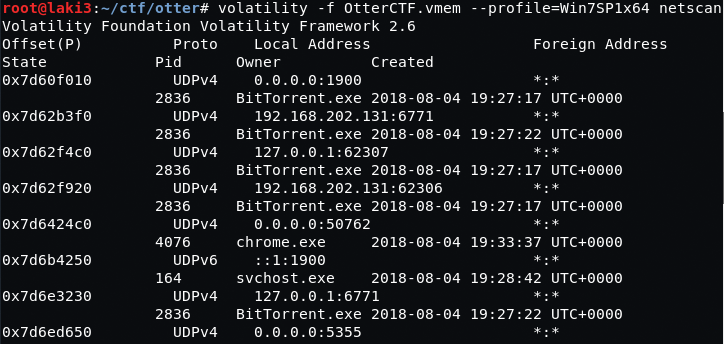 root@laki3:~/ctf/otter# volatility -f OtterCTF.vmem --profile=Win7SP1x64 netscan
Volatility Foundation Volatility Framework 2.6
Offset(P) Proto Local Address Foreign Address
State Pid Owner Created
0x7d60f010 UDPv4 0.0.0.0:1900 *:*
2836 BitTorrent.exe 2018-08-04 19:27:17 UTC+0000
0x7d62b3f0 UDPv4 192.168.202.131:6771 *:*
2836 BitTorrent.exe 2018-08-04 19:27:22 UTC+0000
0x7d62f4c0 UDPv4 127.0.0.1:62307 *:*
2836 BitTorrent.exe 2018-08-04 19:27:17 UTC+0000
0x7d62f920 UDPv4 192.168.202.131:62306 *:*
2836 BitTorrent.exe 2018-08-04 19:27:17 UTC+0000
0x7d6424c0 UDPv4 0.0.0.0:50762 *:*
4076 chrome.exe 2018-08-04 19:33:37 UTC+0000
0x7d6b4250 UDPv6 ::1:1900 *:*
164 svchost.exe 2018-08-04 19:28:42 UTC+0000
0x7d6e3230 UDPv4 127.0.0.1:6771 *:*
2836 BitTorrent.exe 2018-08-04 19:27:22 UTC+0000
0x7d6ed650 UDPv4 0.0.0.0:5355 *:*